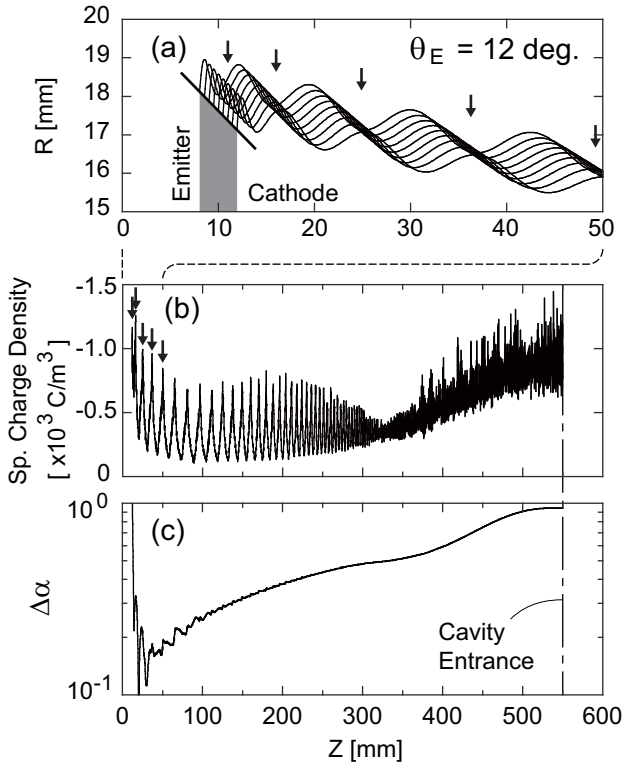 19
18
17
16
15
R [mm]
(a)
θE = 12 deg.
Emitter
Cathode
0
10
20
30
40
50
-1.5
-1.0
-0.5
0
Sp. Charge Density
[ x10³ C/m³ ]
(b)
10⁰
10⁻¹
Δα
(c)
Cavity
Entrance
0
100
200
300
400
500
600
Z [mm]